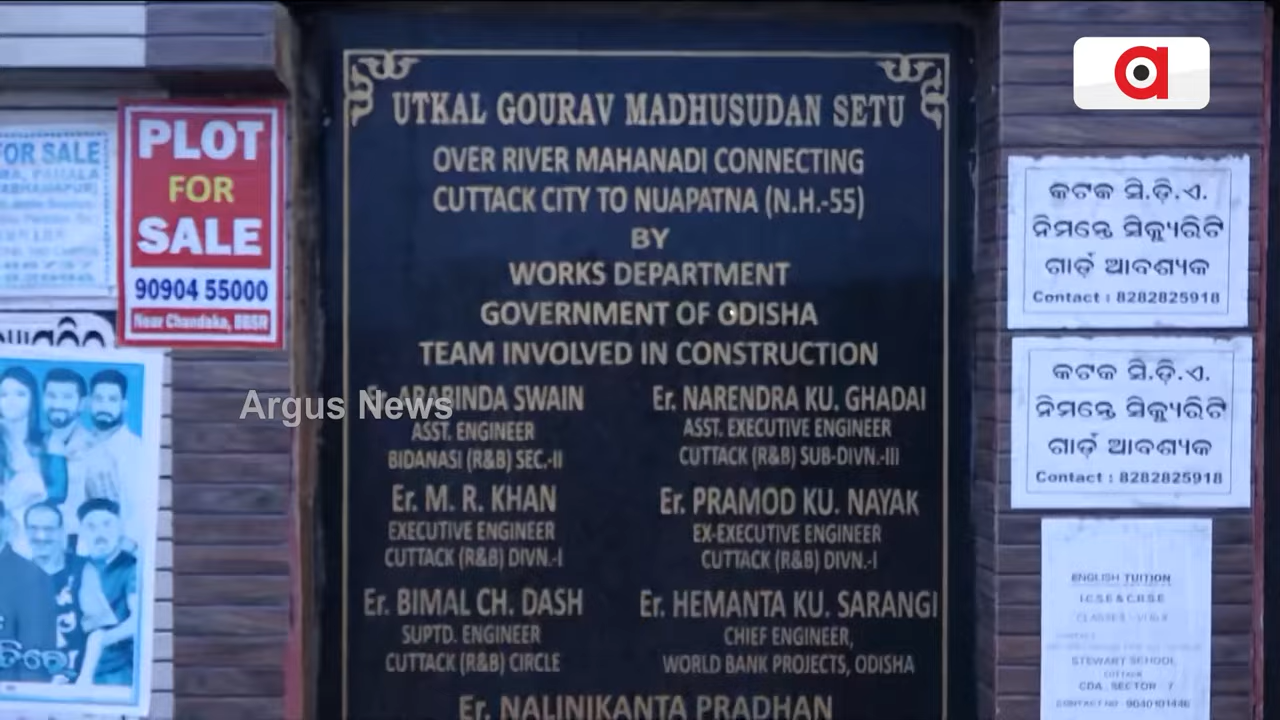 UTKAL GOURAV MADHUSUDAN SETU
OVER RIVER MAHANADI CONNECTING
CUTTACK CITY TO NUAPATNA (N.H.-55)
BY
WORKS DEPARTMENT
GOVERNMENT OF ODISHA
TEAM INVOLVED IN CONSTRUCTION
Er. ARABINDA SWAIN
ASST. ENGINEER
BIDANASI (R&B) SEC.-II
Er. NARENDRA KU. GHADAI
ASST. EXECUTIVE ENGINEER
CUTTACK (R&B) SUB-DIVN.-III
Er. M. R. KHAN
EXECUTIVE ENGINEER
CUTTACK (R&B) DIVN.-I
Er. PRAMOD KU. NAYAK
EX-EXECUTIVE ENGINEER
CUTTACK (R&B) DIVN.-I
Er. BIMAL CH. DASH
SUPTD. ENGINEER
CUTTACK (R&B) CIRCLE
Er. HEMANTA KU. SARANGI
CHIEF ENGINEER,
WORLD BANK PROJECTS, ODISHA
Er. NALINIKANTA PRADHAN
Argus News
a
FOR SALE
PLOT
FOR
SALE
90904 55000
Near Chandaka, BBSR
କଟକ ସି.ଡ଼ି.ଏ.
ନିମନ୍ତେ ସିକ୍ୟୁରିଟି
ଗାର୍ଡ଼ ଆବଶ୍ୟକ
Contact : 8282825918
କଟକ ସି.ଡ଼ି.ଏ.
ନିମନ୍ତେ ସିକ୍ୟୁରିଟି
ଗାର୍ଡ଼ ଆବଶ୍ୟକ
Contact : 8282825918
ENGLISH TUITION
I.C.S.E & C.B.S.E
STEWART SCHOOL
CUTTACK
CDA, SECTOR 7
CONTACT NO 9040101446